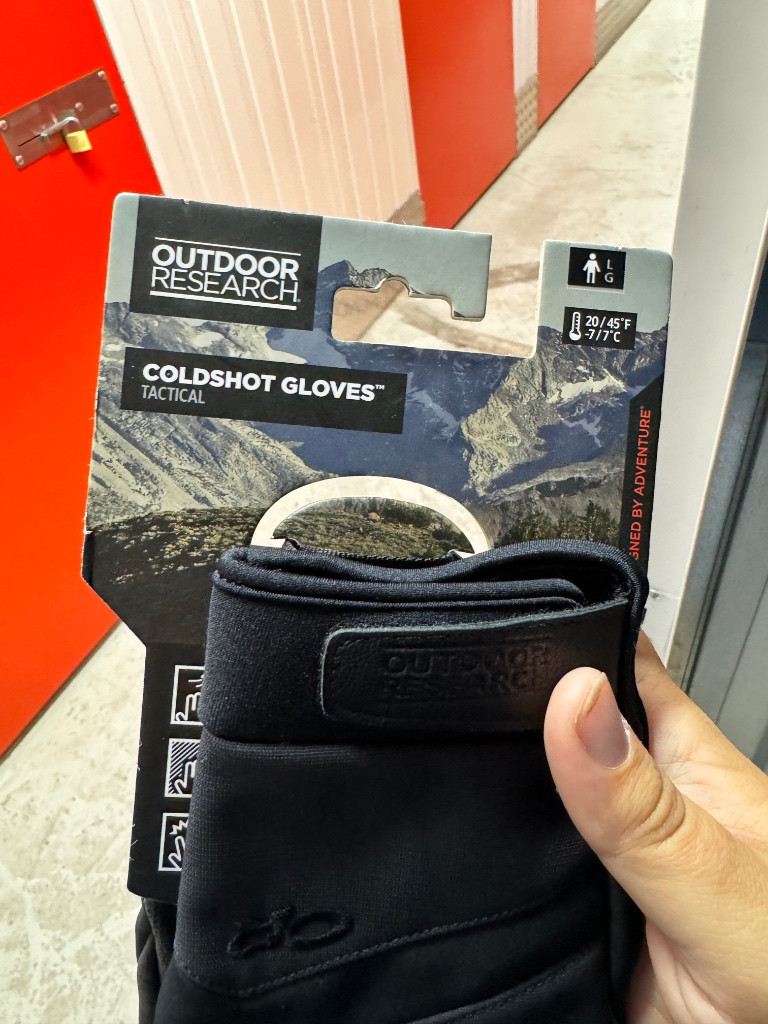 OUTDOOR
RESEARCH®
L
G
20/45°F
-7/7°C
COLDSHOT GLOVES™
TACTICAL
GNED BY ADVENTURE®
OUTDOOR
RESEARCH